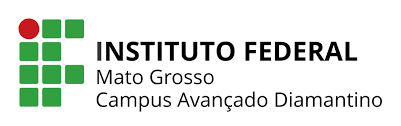 INSTITUTO FEDERAL
Mato Grosso
Campus Avançado Diamantino